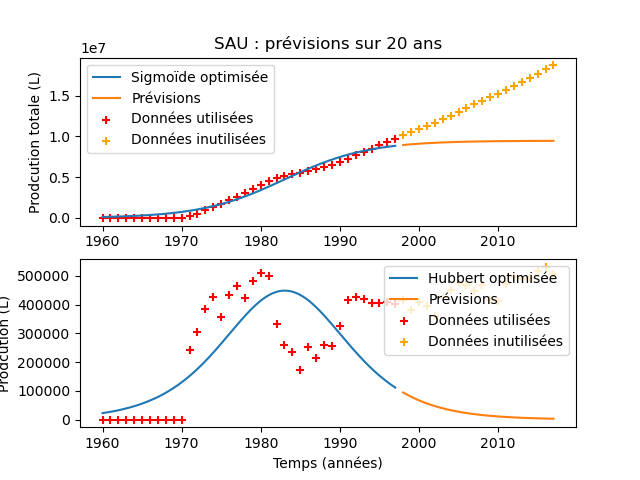 SAU : prévisions sur 20 ans
1e7
Sigmoïde optimisée
Prévisions
Données utilisées
Données inutilisées
Prodcution totale (L)
1.5
1.0
0.5
0.0
1960 1970 1980 1990 2000 2010
Hubbert optimisée
Prévisions
Données utilisées
Données inutilisées
Prodcution (L)
500000
400000
300000
200000
100000
0
1960 1970 1980 1990 2000 2010
Temps (années)